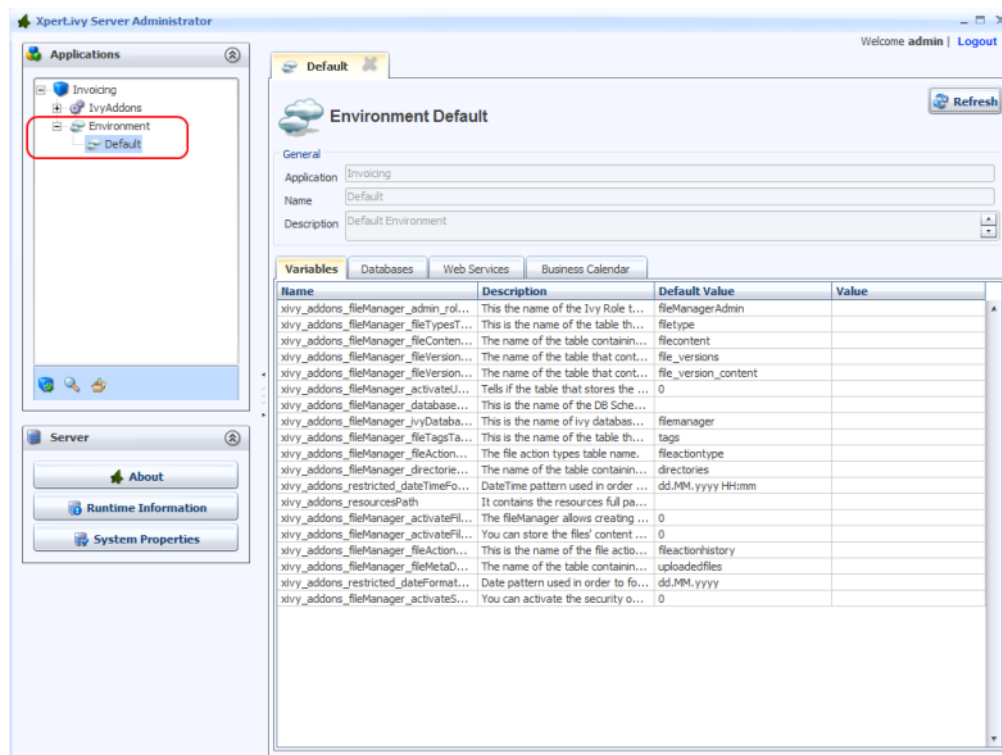 Xpert.ivy Server Administrator
Welcome admin | Logout
Applications
Invoicing
IvyAddons
Environment
Default
Server
About
Runtime Information
System Properties
Default
Environment Default
Refresh
General
Application Invoicing
Name Default
Description Default Environment
Variables Databases Web Services Business Calendar
Name Description Default Value Value
xivy_addons_fileManager_admin_rol... This the name of the Ivy Role t... fileManagerAdmin
xivy_addons_fileManager_fileTypesT... This is the name of the table th... filetype
xivy_addons_fileManager_fileConten... The name of the table containin... filecontent
xivy_addons_fileManager_fileVersion... The name of the table that cont... file_versions
xivy_addons_fileManager_fileVersion... The name of the table that cont... file_version_content
xivy_addons_fileManager_activateU... Tells if the table that stores the ... 0
xivy_addons_fileManager_database... This is the name of the DB Sche...
xivy_addons_fileManager_ivyDataba... This is the name of ivy databas... filemanager
xivy_addons_fileManager_fileTagsTa... This is the name of the table th... tags
xivy_addons_fileManager_fileAction... The file action types table name. fileactiontype
xivy_addons_fileManager_directorie... The name of the table containin... directories
xivy_addons_restricted_dateTimeFo... DateTime pattern used in order ... dd.MM.yyyy HH:mm
xivy_addons_resourcesPath It contains the resources full pa...
xivy_addons_fileManager_activateFil... The fileManager allows creating ... 0
xivy_addons_fileManager_activateFil... You can store the files' content ... 0
xivy_addons_fileManager_fileAction... This is the name of the file actio... fileactionhistory
xivy_addons_fileManager_fileMetaD... The name of the table containin... uploadedfiles
xivy_addons_restricted_dateFormat... Date pattern used in order to fo... dd.MM.yyyy
xivy_addons_fileManager_activateS... You can activate the security o... 0